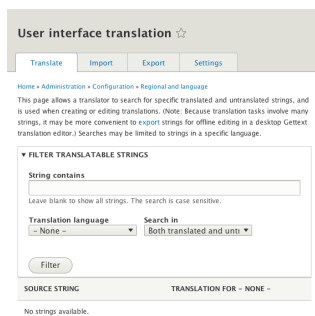 User interface translation
Translate Import Export Settings
Home » Administration » Configuration » Regional and language
This page allows a translator to search for specific translated and untranslated strings, and
is used when creating or editing translations. (Note: Because translation tasks involve many
strings, it may be more convenient to export strings for offline editing in a desktop Gettext
translation editor.) Searches may be limited to strings in a specific language.
FILTER TRANSLATABLE STRINGS
String contains
Leave blank to show all strings. The search is case sensitive.
Translation language Search in
– None – Both translated and untr
Filter
SOURCE STRING TRANSLATION FOR – NONE –
No strings available.